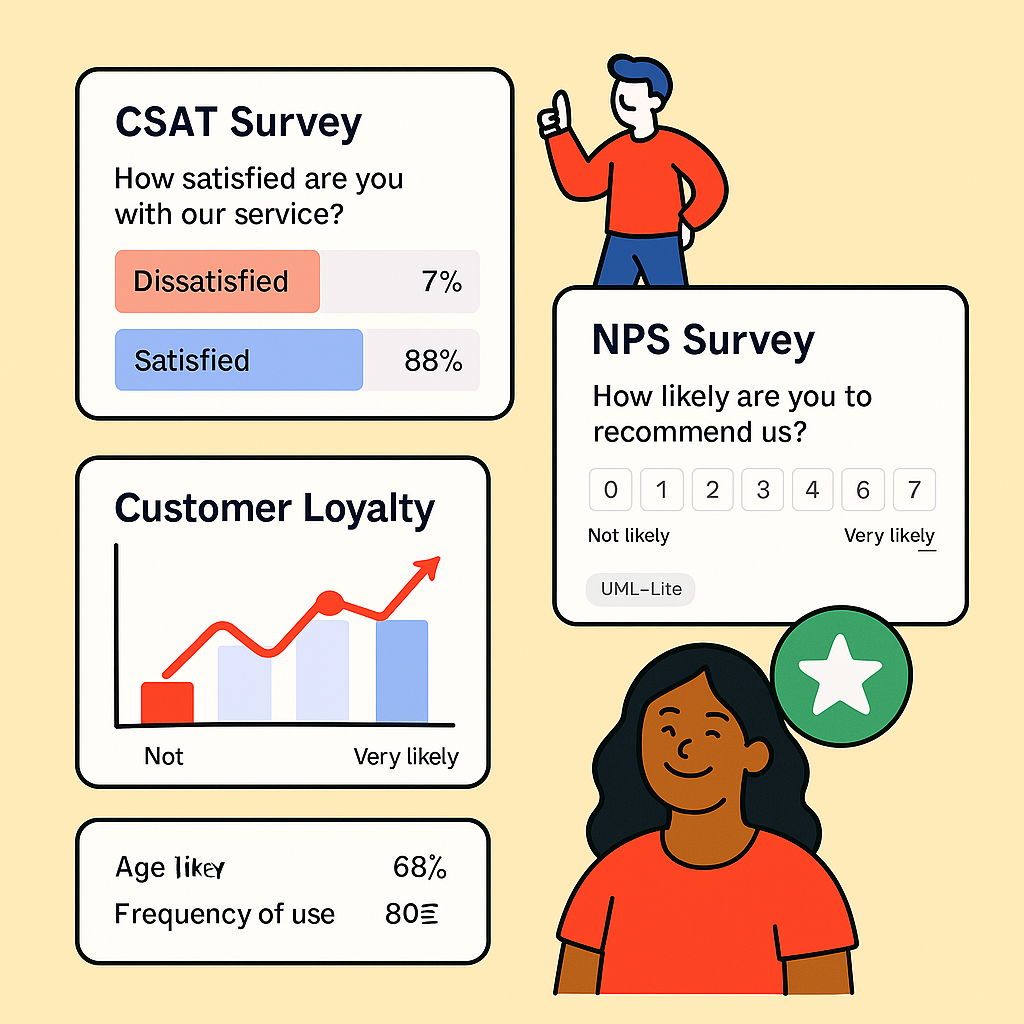 CSAT Survey
How satisfied are you
with our service?
Dissatisfied 7%
Satisfied 88%
NPS Survey
How likely are you to
recommend us?
0 1 2 3 4 6 7
Not likely Very likely
UML-Lite
Customer Loyalty
Not Very likely
Age 68%
Frequency of use 80